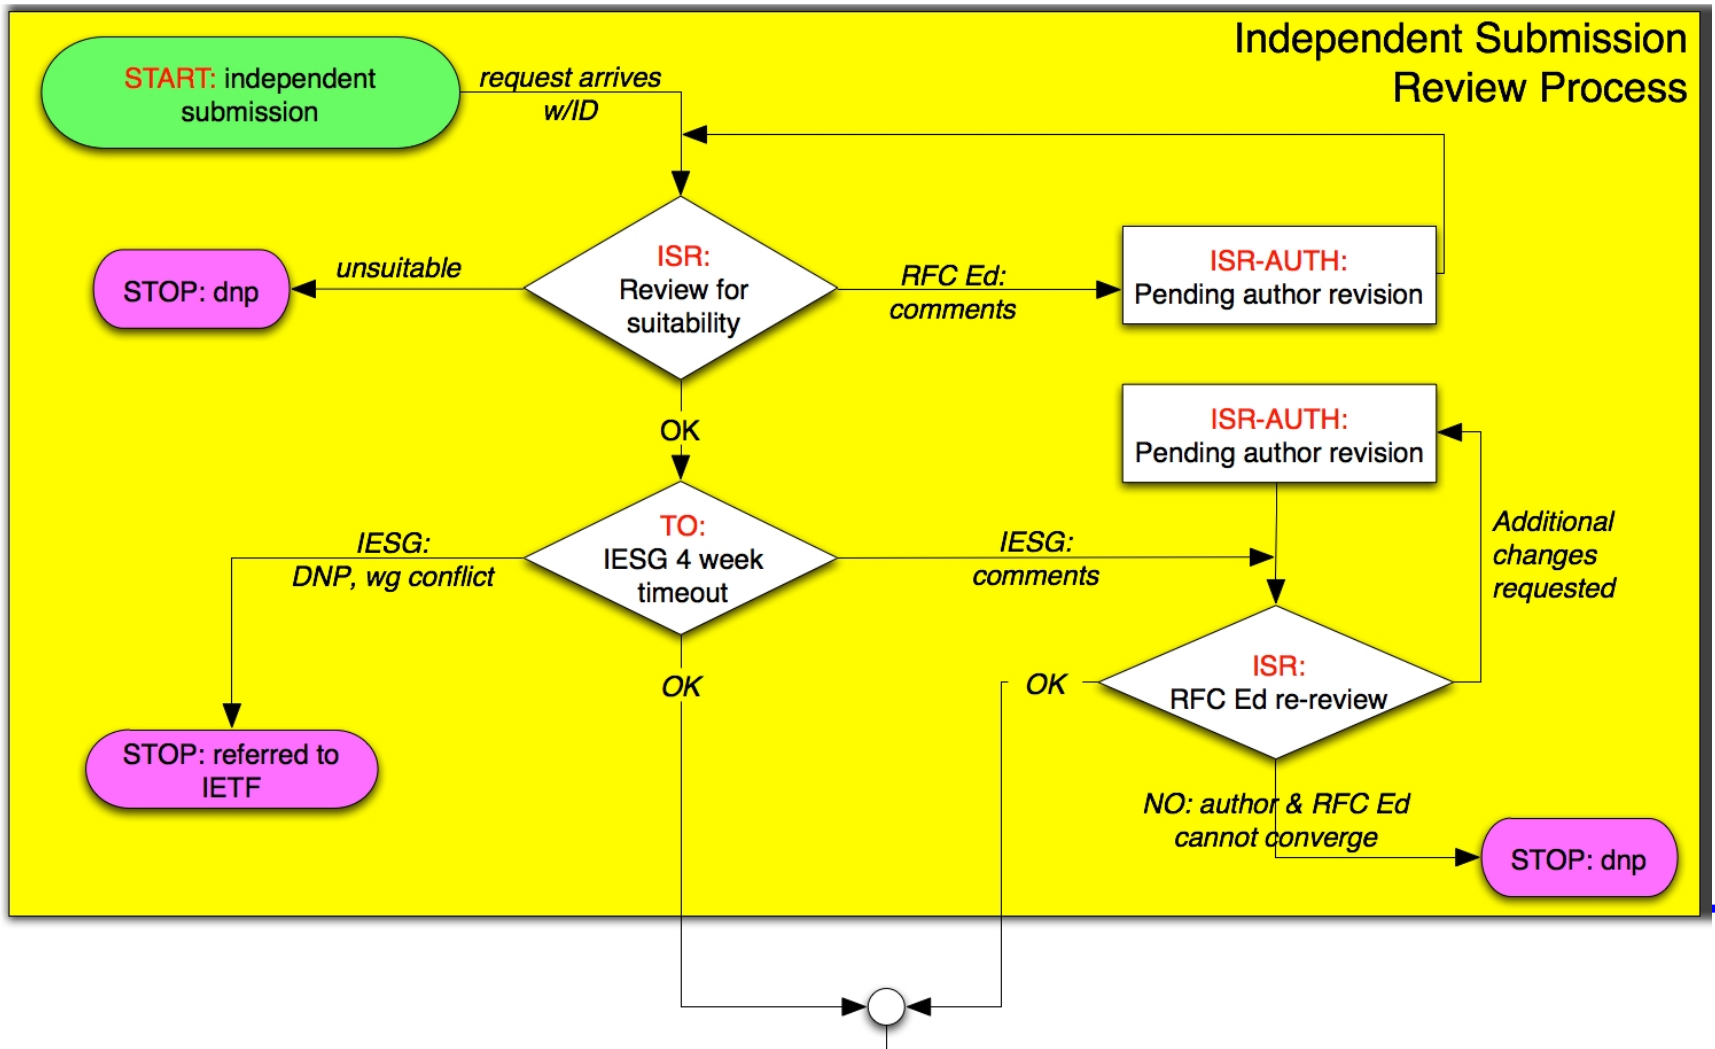 Independent Submission
Review Process
START: independent
submission
request arrives
w/ID
ISR:
Review for
suitability
unsuitable
STOP: dnp
RFC Ed:
comments
ISR-AUTH:
Pending author revision
OK
ISR-AUTH:
Pending author revision
TO:
IESG 4 week
timeout
IESG:
DNP, wg conflict
IESG:
comments
Additional
changes
requested
STOP: referred to
IETF
OK
OK
ISR:
RFC Ed re-review
NO: author & RFC Ed
cannot converge
STOP: dnp